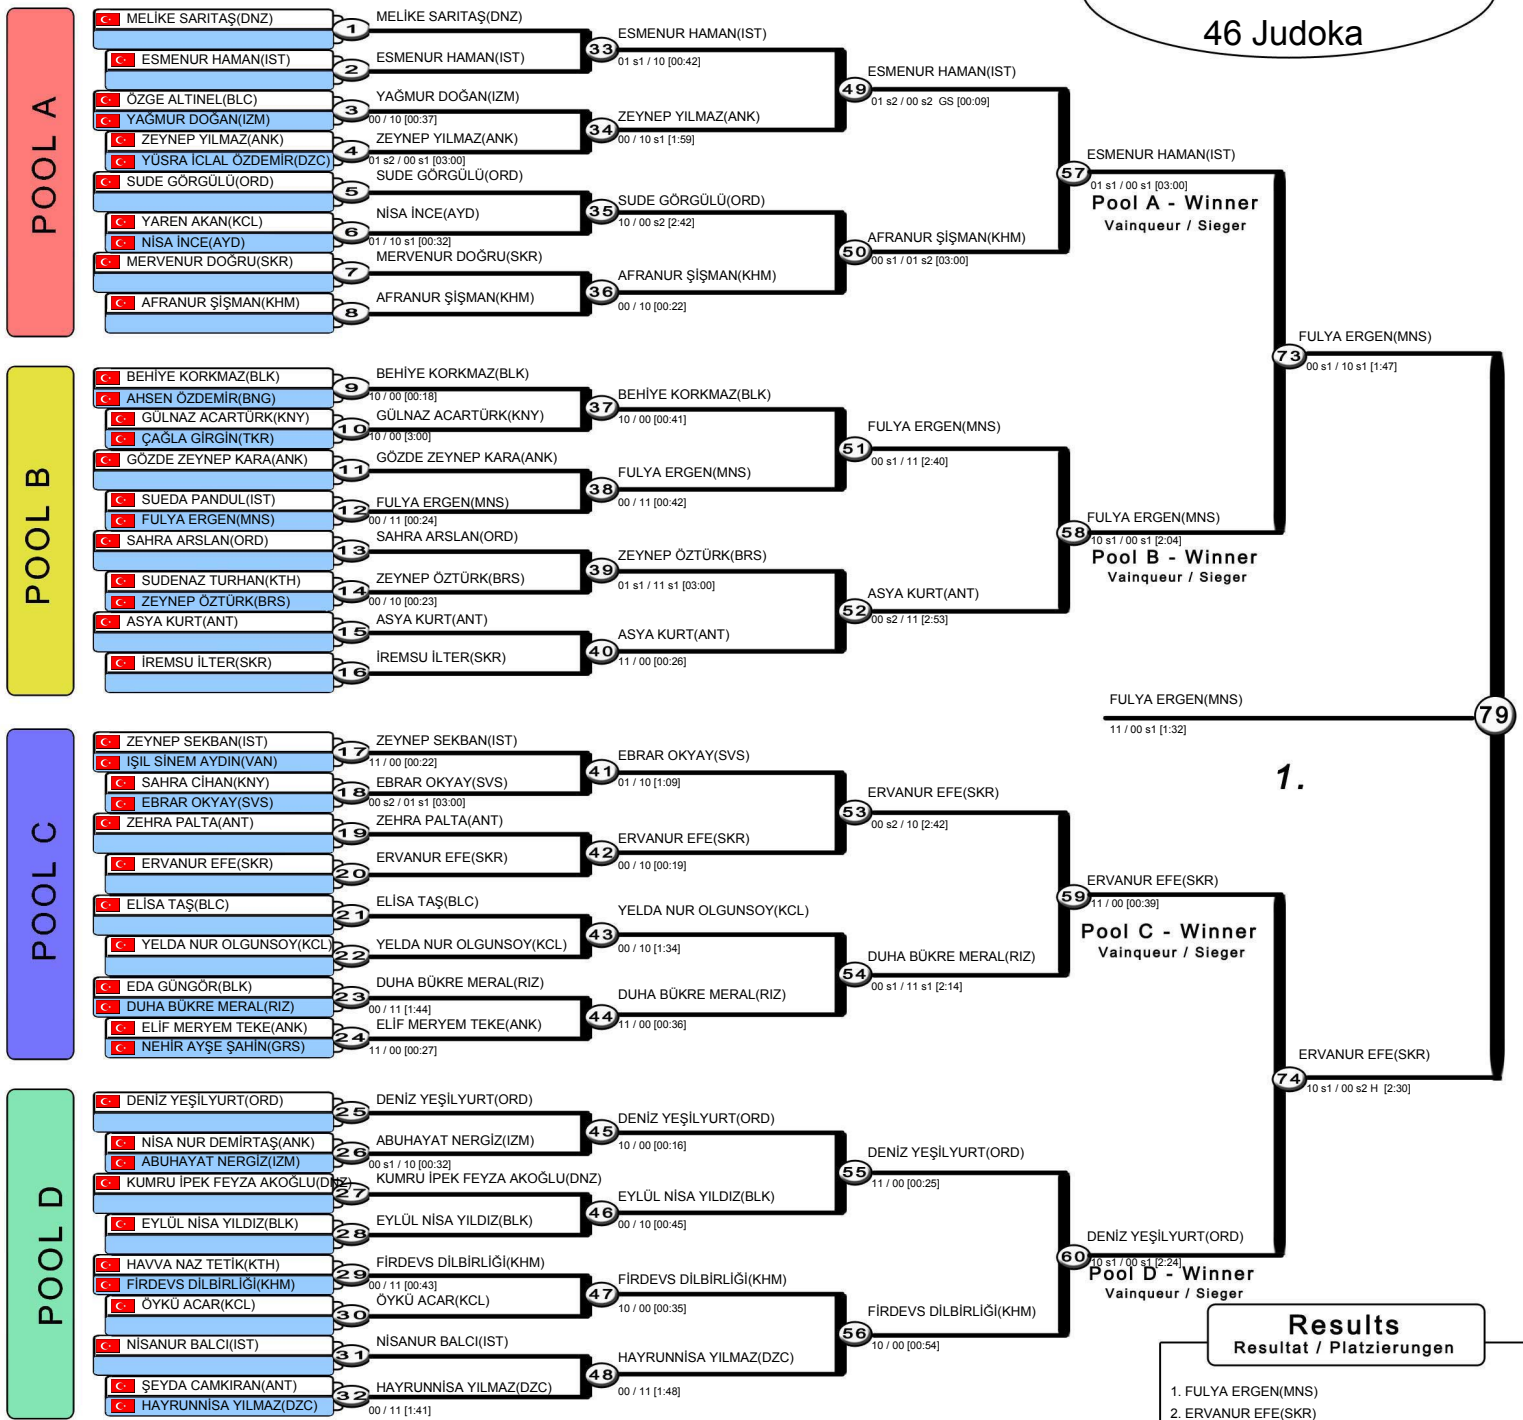 46 Judoka
POOL A
MELİKE SARITAŞ(DNZ)
ESMENUR HAMAN(IST)
ÖZGE ALTINEL(BLC)
YAĞMUR DOĞAN(IZM)
ZEYNEP YILMAZ(ANK)
YÜSRA İCLAL ÖZDEMİR(DZC)
SUDE GÖRGÜLÜ(ORD)
YAREN AKAN(KCL)
NİSA İNCE(AYD)
MERVENUR DOĞRU(SKR)
AFRANUR ŞİŞMAN(KHM)
1 MELİKE SARITAŞ(DNZ)
2 ESMENUR HAMAN(IST)
3 YAĞMUR DOĞAN(IZM)
00 / 10 [00:37]
4 ZEYNEP YILMAZ(ANK)
01 s2 / 00 s1 [03:00]
5 SUDE GÖRGÜLÜ(ORD)
6 NİSA İNCE(AYD)
01 / 10 s1 [00:32]
7 MERVENUR DOĞRU(SKR)
8 AFRANUR ŞİŞMAN(KHM)
33 ESMENUR HAMAN(IST)
01 s1 / 10 [00:42]
34 ZEYNEP YILMAZ(ANK)
00 / 10 s1 [1:59]
35 SUDE GÖRGÜLÜ(ORD)
10 / 00 s2 [2:42]
36 AFRANUR ŞİŞMAN(KHM)
00 / 10 [00:22]
49 ESMENUR HAMAN(IST)
01 s2 / 00 s2 GS [00:09]
50 AFRANUR ŞİŞMAN(KHM)
00 s1 / 01 s2 [03:00]
57 ESMENUR HAMAN(IST)
01 s1 / 00 s1 [03:00]
Pool A - Winner
Vainqueur / Sieger
POOL B
BEHİYE KORKMAZ(BLK)
AHSEN ÖZDEMİR(BNG)
GÜLNAZ ACARTÜRK(KNY)
ÇAĞLA GİRGİN(TKR)
GÖZDE ZEYNEP KARA(ANK)
SUEDA PANDUL(IST)
FULYA ERGEN(MNS)
SAHRA ARSLAN(ORD)
SUDENAZ TURHAN(KTH)
ZEYNEP ÖZTÜRK(BRS)
ASYA KURT(ANT)
İREMSU İLTER(SKR)
9 BEHİYE KORKMAZ(BLK)
10 / 00 [00:18]
10 GÜLNAZ ACARTÜRK(KNY)
10 / 00 [3:00]
11 GÖZDE ZEYNEP KARA(ANK)
12 FULYA ERGEN(MNS)
00 / 11 [00:24]
13 SAHRA ARSLAN(ORD)
14 ZEYNEP ÖZTÜRK(BRS)
00 / 10 [00:23]
15 ASYA KURT(ANT)
16 İREMSU İLTER(SKR)
37 BEHİYE KORKMAZ(BLK)
10 / 00 [00:41]
38 FULYA ERGEN(MNS)
00 / 11 [00:42]
39 ZEYNEP ÖZTÜRK(BRS)
01 s1 / 11 s1 [03:00]
40 ASYA KURT(ANT)
11 / 00 [00:26]
51 FULYA ERGEN(MNS)
00 s1 / 11 [2:40]
52 ASYA KURT(ANT)
00 s2 / 11 [2:53]
58 FULYA ERGEN(MNS)
10 s1 / 00 s1 [2:04]
Pool B - Winner
Vainqueur / Sieger
73 FULYA ERGEN(MNS)
00 s1 / 10 s1 [1:47]
FULYA ERGEN(MNS) 79
11 / 00 s1 [1:32]
1.
POOL C
ZEYNEP SEKBAN(IST)
IŞIL SİNEM AYDIN(VAN)
SAHRA CİHAN(KNY)
EBRAR OKYAY(SVS)
ZEHRA PALTA(ANT)
ERVANUR EFE(SKR)
ELİSA TAŞ(BLC)
YELDA NUR OLGUNSOY(KCL)
EDA GÜNGÖR(BLK)
DUHA BÜKRE MERAL(RIZ)
ELİF MERYEM TEKE(ANK)
NEHİR AYŞE ŞAHİN(GRS)
17 ZEYNEP SEKBAN(IST)
11 / 00 [00:22]
18 EBRAR OKYAY(SVS)
00 s2 / 01 s1 [03:00]
19 ZEHRA PALTA(ANT)
20 ERVANUR EFE(SKR)
21 ELİSA TAŞ(BLC)
22 YELDA NUR OLGUNSOY(KCL)
23 DUHA BÜKRE MERAL(RIZ)
00 / 11 [1:44]
24 ELİF MERYEM TEKE(ANK)
11 / 00 [00:27]
41 EBRAR OKYAY(SVS)
01 / 10 [1:09]
42 ERVANUR EFE(SKR)
00 / 10 [00:19]
43 YELDA NUR OLGUNSOY(KCL)
00 / 10 [1:34]
44 DUHA BÜKRE MERAL(RIZ)
11 / 00 [00:36]
53 ERVANUR EFE(SKR)
00 s2 / 10 [2:42]
54 DUHA BÜKRE MERAL(RIZ)
00 s1 / 11 s1 [2:14]
59 ERVANUR EFE(SKR)
11 / 00 [00:39]
Pool C - Winner
Vainqueur / Sieger
74 ERVANUR EFE(SKR)
10 s1 / 00 s2 H [2:30]
POOL D
DENİZ YEŞİLYURT(ORD)
NİSA NUR DEMİRTAŞ(ANK)
ABUHAYAT NERGİZ(IZM)
KUMRU İPEK FEYZA AKOĞLU(DNZ)
EYLÜL NİSA YILDIZ(BLK)
HAVVA NAZ TETİK(KTH)
FİRDEVS DİLBİRLİĞİ(KHM)
ÖYKÜ ACAR(KCL)
NİSANUR BALCI(IST)
ŞEYDA CAMKIRAN(ANT)
HAYRUNNİSA YILMAZ(DZC)
25 DENİZ YEŞİLYURT(ORD)
26 ABUHAYAT NERGİZ(IZM)
00 s1 / 10 [00:32]
27 KUMRU İPEK FEYZA AKOĞLU(DNZ)
28 EYLÜL NİSA YILDIZ(BLK)
29 FİRDEVS DİLBİRLİĞİ(KHM)
00 / 11 [00:43]
30 ÖYKÜ ACAR(KCL)
31 NİSANUR BALCI(IST)
32 HAYRUNNİSA YILMAZ(DZC)
00 / 11 [1:41]
45 DENİZ YEŞİLYURT(ORD)
10 / 00 [00:16]
46 EYLÜL NİSA YILDIZ(BLK)
00 / 10 [00:45]
47 FİRDEVS DİLBİRLİĞİ(KHM)
10 / 00 [00:35]
48 HAYRUNNİSA YILMAZ(DZC)
00 / 11 [1:48]
55 DENİZ YEŞİLYURT(ORD)
11 / 00 [00:25]
56 FİRDEVS DİLBİRLİĞİ(KHM)
10 / 00 [00:54]
60 DENİZ YEŞİLYURT(ORD)
10 s1 / 00 s1 [2:24]
Pool D - Winner
Vainqueur / Sieger
Results
Resultat / Platzierungen
1. FULYA ERGEN(MNS)
2. ERVANUR EFE(SKR)